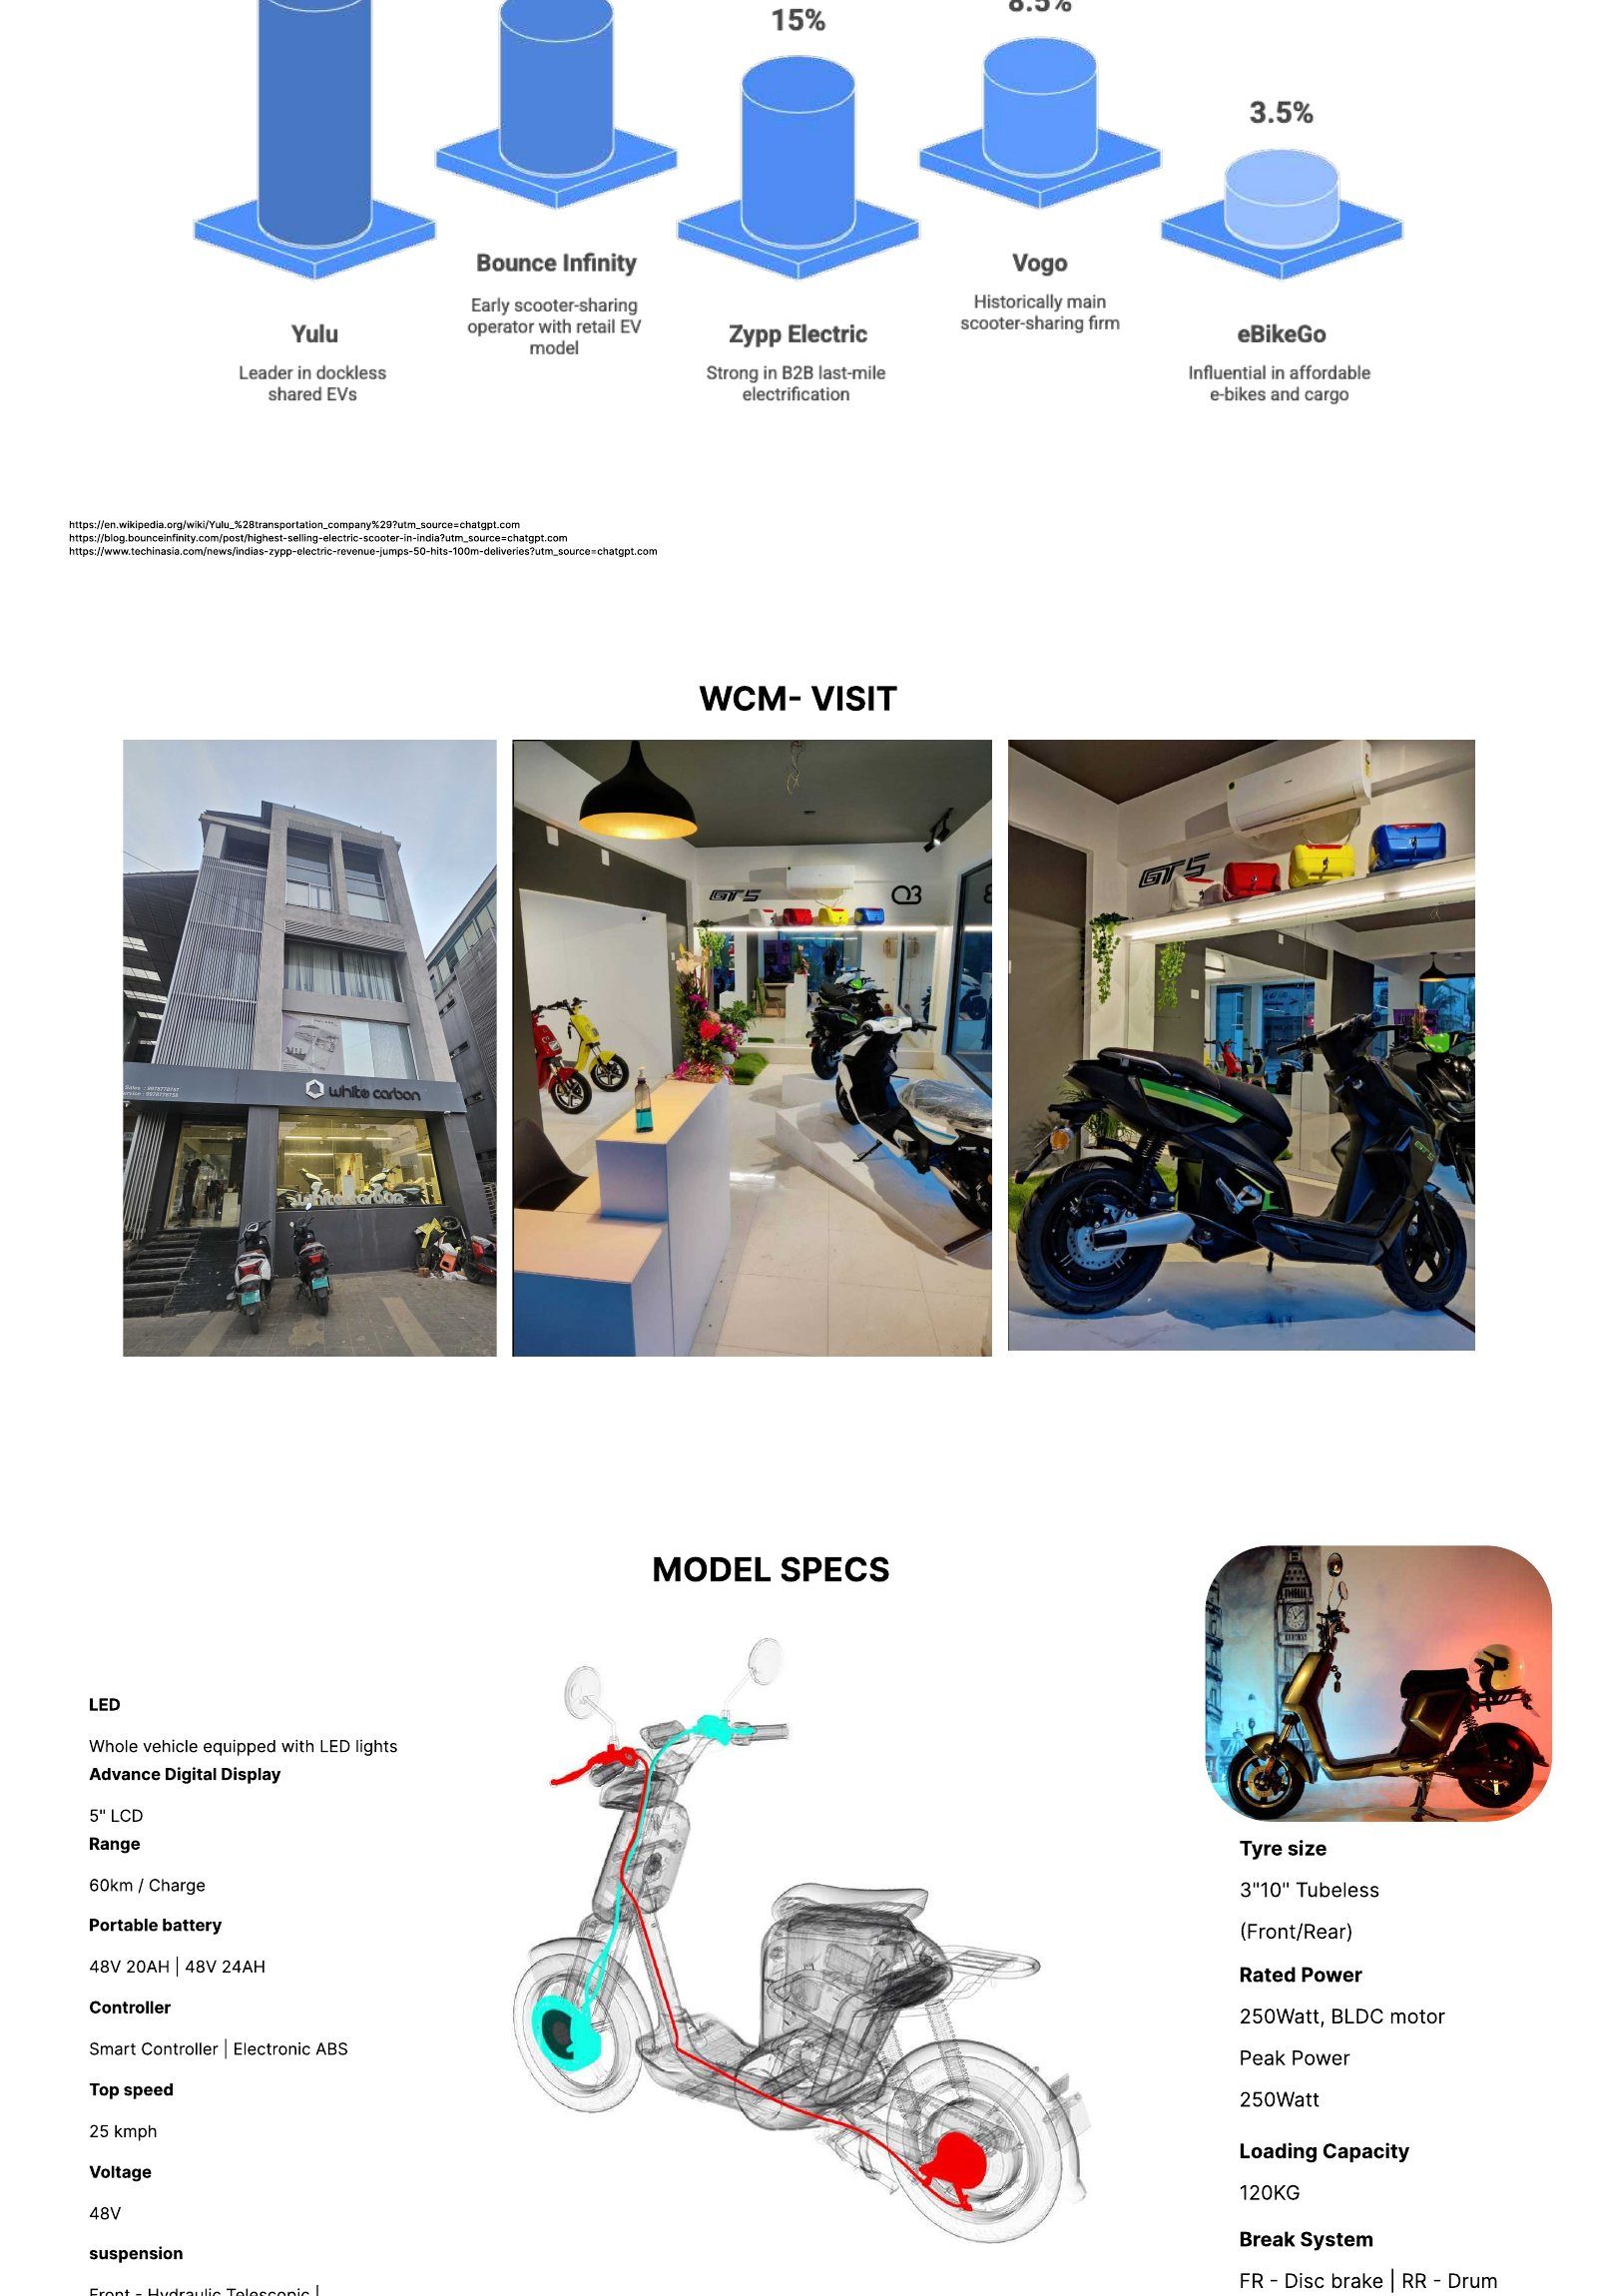 15%
8.5%
3.5%
Bounce Infinity
Early scooter-sharing
operator with retail EV
model
Vogo
Historically main
scooter-sharing firm
Yulu
Leader in dockless
shared EVs
Zypp Electric
Strong in B2B last-mile
electrification
eBikeGo
Influential in affordable
e-bikes and cargo
https://en.wikipedia.org/wiki/Yulu_%28transportation_company%29?utm_source=chatgpt.com
https://blog.bounceinfinity.com/post/highest-selling-electric-scooter-in-india?utm_source=chatgpt.com
https://www.techinasia.com/news/indias-zypp-electric-revenue-jumps-50-hits-100m-deliveries?utm_source=chatgpt.com
WCM- VISIT
white carbon
white carbon
GT5
Q3
GT5
MODEL SPECS
LED
Whole vehicle equipped with LED lights
Advance Digital Display
5" LCD
Range
60km / Charge
Portable battery
48V 20AH | 48V 24AH
Controller
Smart Controller | Electronic ABS
Top speed
25 kmph
Voltage
48V
suspension
Front - Hydraulic Telescopic |
Tyre size
3"10" Tubeless
(Front/Rear)
Rated Power
250Watt, BLDC motor
Peak Power
250Watt
Loading Capacity
120KG
Break System
FR - Disc brake | RR - Drum